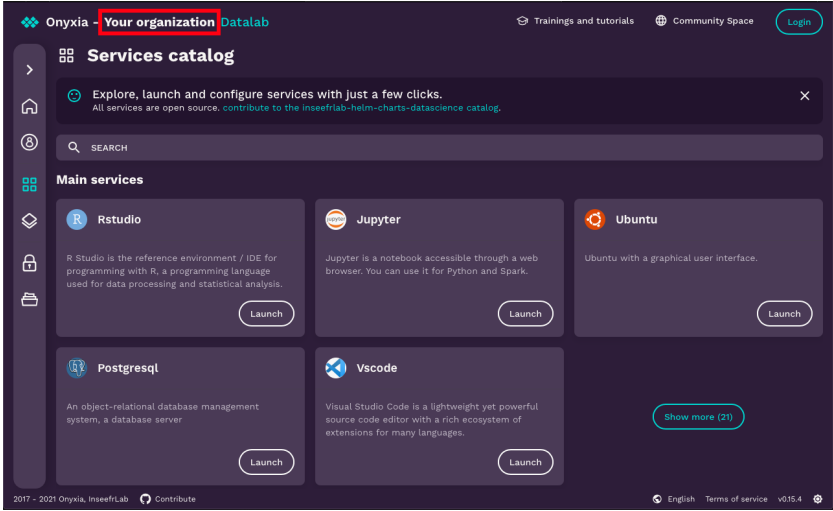 Onyxia - Your organization Datalab
Trainings and tutorials
Community Space
Login
Services catalog
Explore, launch and configure services with just a few clicks.
All services are open source. contribute to the inseefrlab-helm-charts-datascience catalog.
SEARCH
Main services
R
Rstudio
R Studio is the reference environment / IDE for
programming with R, a programming language
used for data processing and statistical analysis.
Launch
jupyter
Jupyter
Jupyter is a notebook accessible through a web
browser. You can use it for Python and Spark.
Launch
Ubuntu
Ubuntu with a graphical user interface.
Launch
Postgresql
An object-relational database management
system, a database server
Launch
Vscode
Visual Studio Code is a lightweight yet powerful
source code editor with a rich ecosystem of
extensions for many languages.
Launch
Show more (21)
2017 - 2021 Onyxia, InseefrLab
Contribute
English
Terms of service
v0.15.4